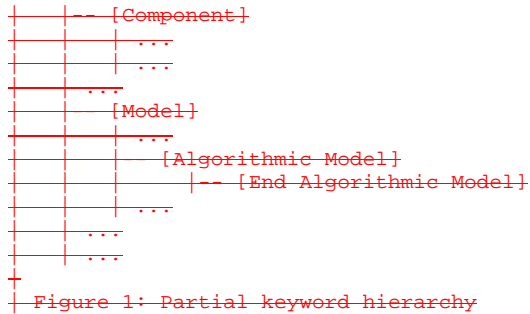 |    |-- [Component]
|    |    | ...
|    |    | ...
|    | ...
|    |-- [Model]
|    |    | ...
|    |    |-- [Algorithmic Model]
|    |    |     |-- [End Algorithmic Model]
|    |    | ...
|    | ...
|    | ...
|
| Figure 1: Partial keyword hierarchy